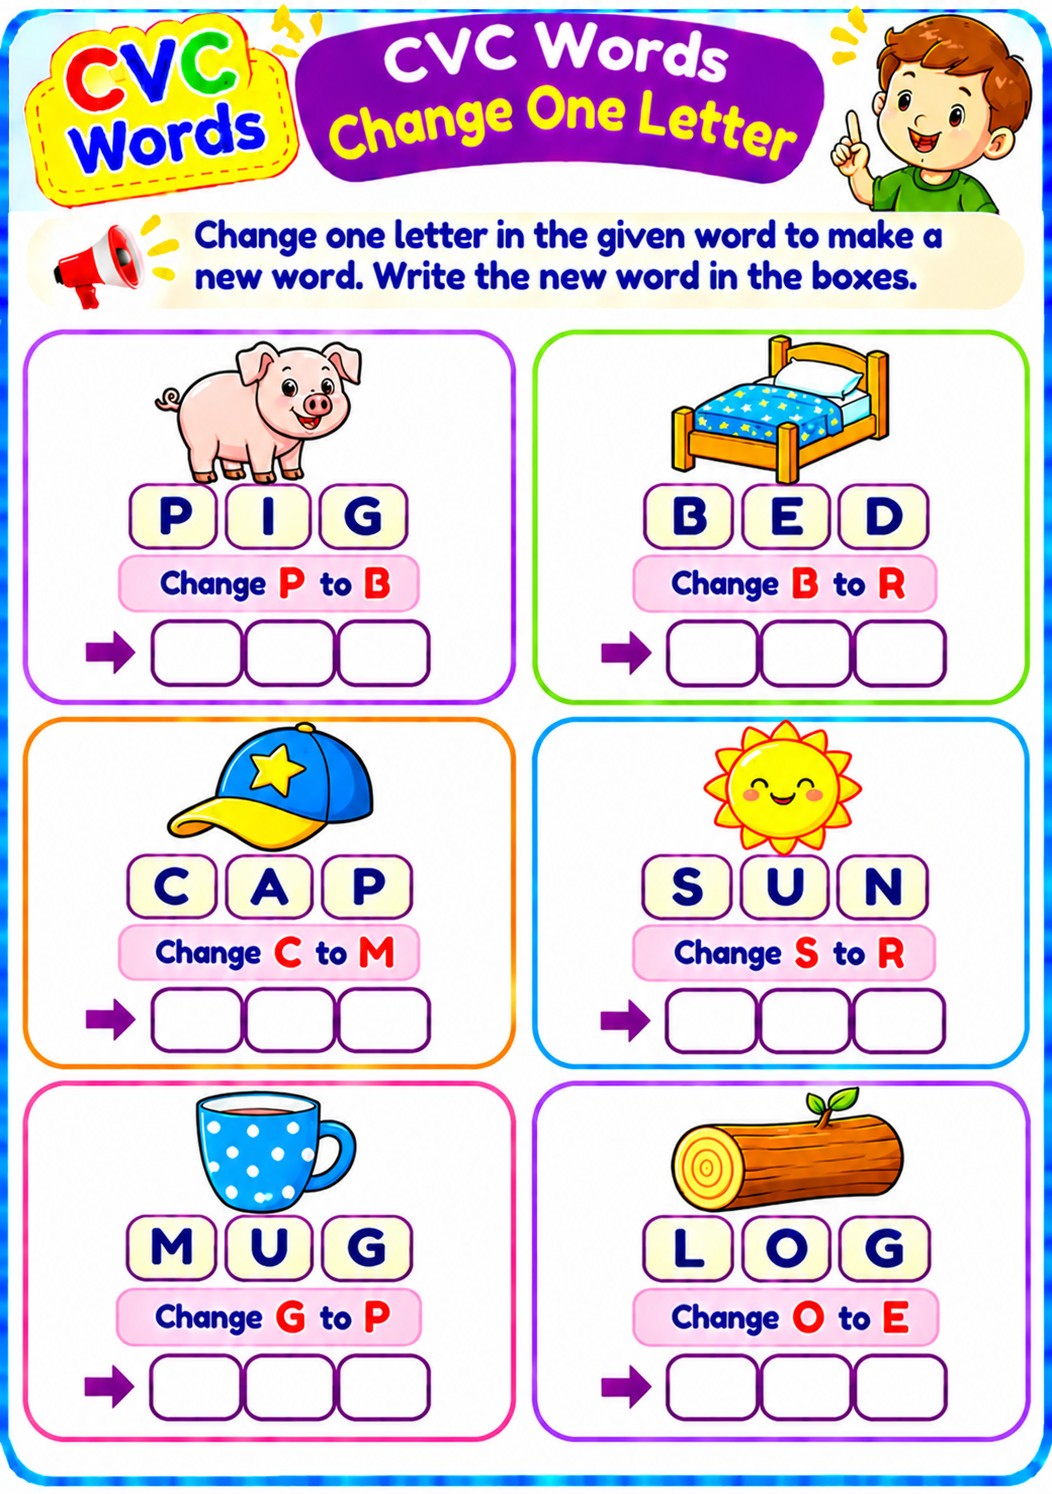 CVC
Words
CVC Words
Change One Letter
Change one letter in the given word to make a
new word. Write the new word in the boxes.
P I G
Change P to B
B E D
Change B to R
C A P
Change C to M
S U N
Change S to R
M U G
Change G to P
L O G
Change O to E